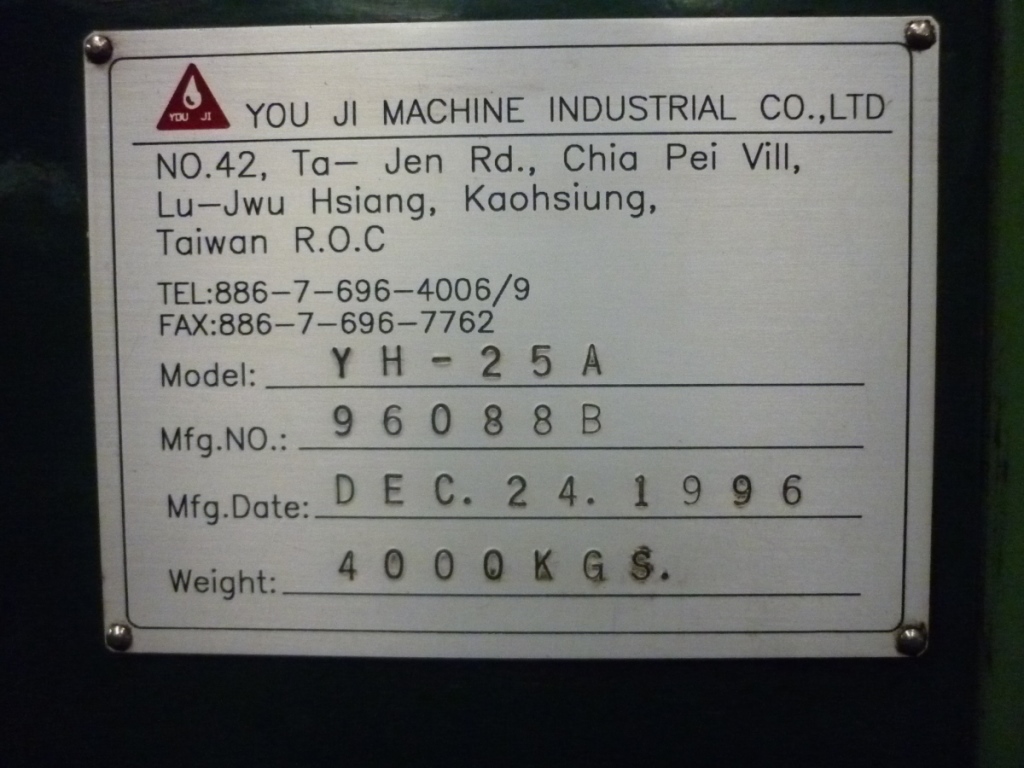 YOU JI
YOU JI MACHINE INDUSTRIAL CO.,LTD
NO.42, Ta- Jen Rd., Chia Pei Vill,
Lu-Jwu Hsiang, Kaohsiung,
Taiwan R.O.C
TEL:886-7-696-4006/9
FAX:886-7-696-7762
Model: YH-25A
Mfg.NO.: 96088B
Mfg.Date: DEC.24.1996
Weight: 4000KGS.